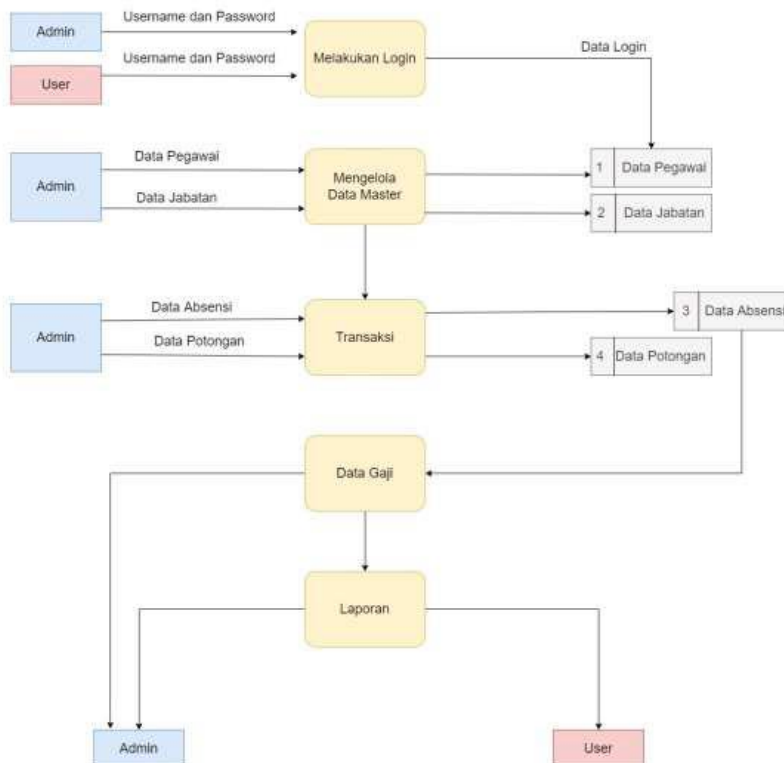 Username dan Password
Admin
Username dan Password
User
Melakukan Login
Data Login
Admin
Data Pegawai
Data Jabatan
Mengelola
Data Master
1 Data Pegawai
2 Data Jabatan
Admin
Data Absensi
Data Potongan
Transaksi
3 Data Absensi
4 Data Potongan
Data Gaji
Laporan
Admin
User